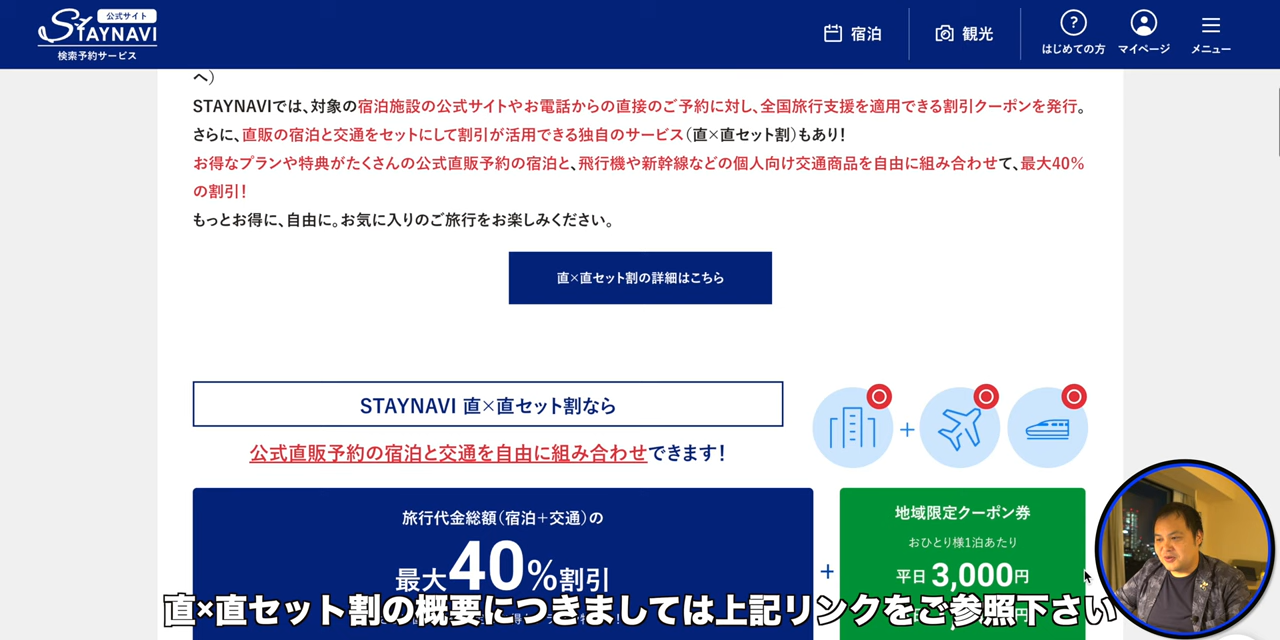 公式サイト
STAYNAVI
検索予約サービス
宿泊
観光
?
はじめての方
マイページ
メニュー
へ)
STAYNAVIでは、対象の宿泊施設の公式サイトやお電話からの直接のご予約に対し、全国旅行支援を適用できる割引クーポンを発行。
さらに、直販の宿泊と交通をセットにして割引が活用できる独自のサービス(直×直セット割)もあり!
お得なプランや特典がたくさんの公式直販予約の宿泊と、飛行機や新幹線などの個人向け交通商品を自由に組み合わせて、最大40%
の割引!
もっとお得に、自由に。お気に入りのご旅行をお楽しみください。
直×直セット割の詳細はこちら
STAYNAVI 直×直セット割なら
公式直販予約の宿泊と交通を自由に組み合わせできます!
+
旅行代金総額(宿泊+交通)の
最大40%割引
+
地域限定クーポン券
おひとり様1泊あたり
平日 3,000円
直×直セット割の概要につきましては上記リンクをご参照下さい